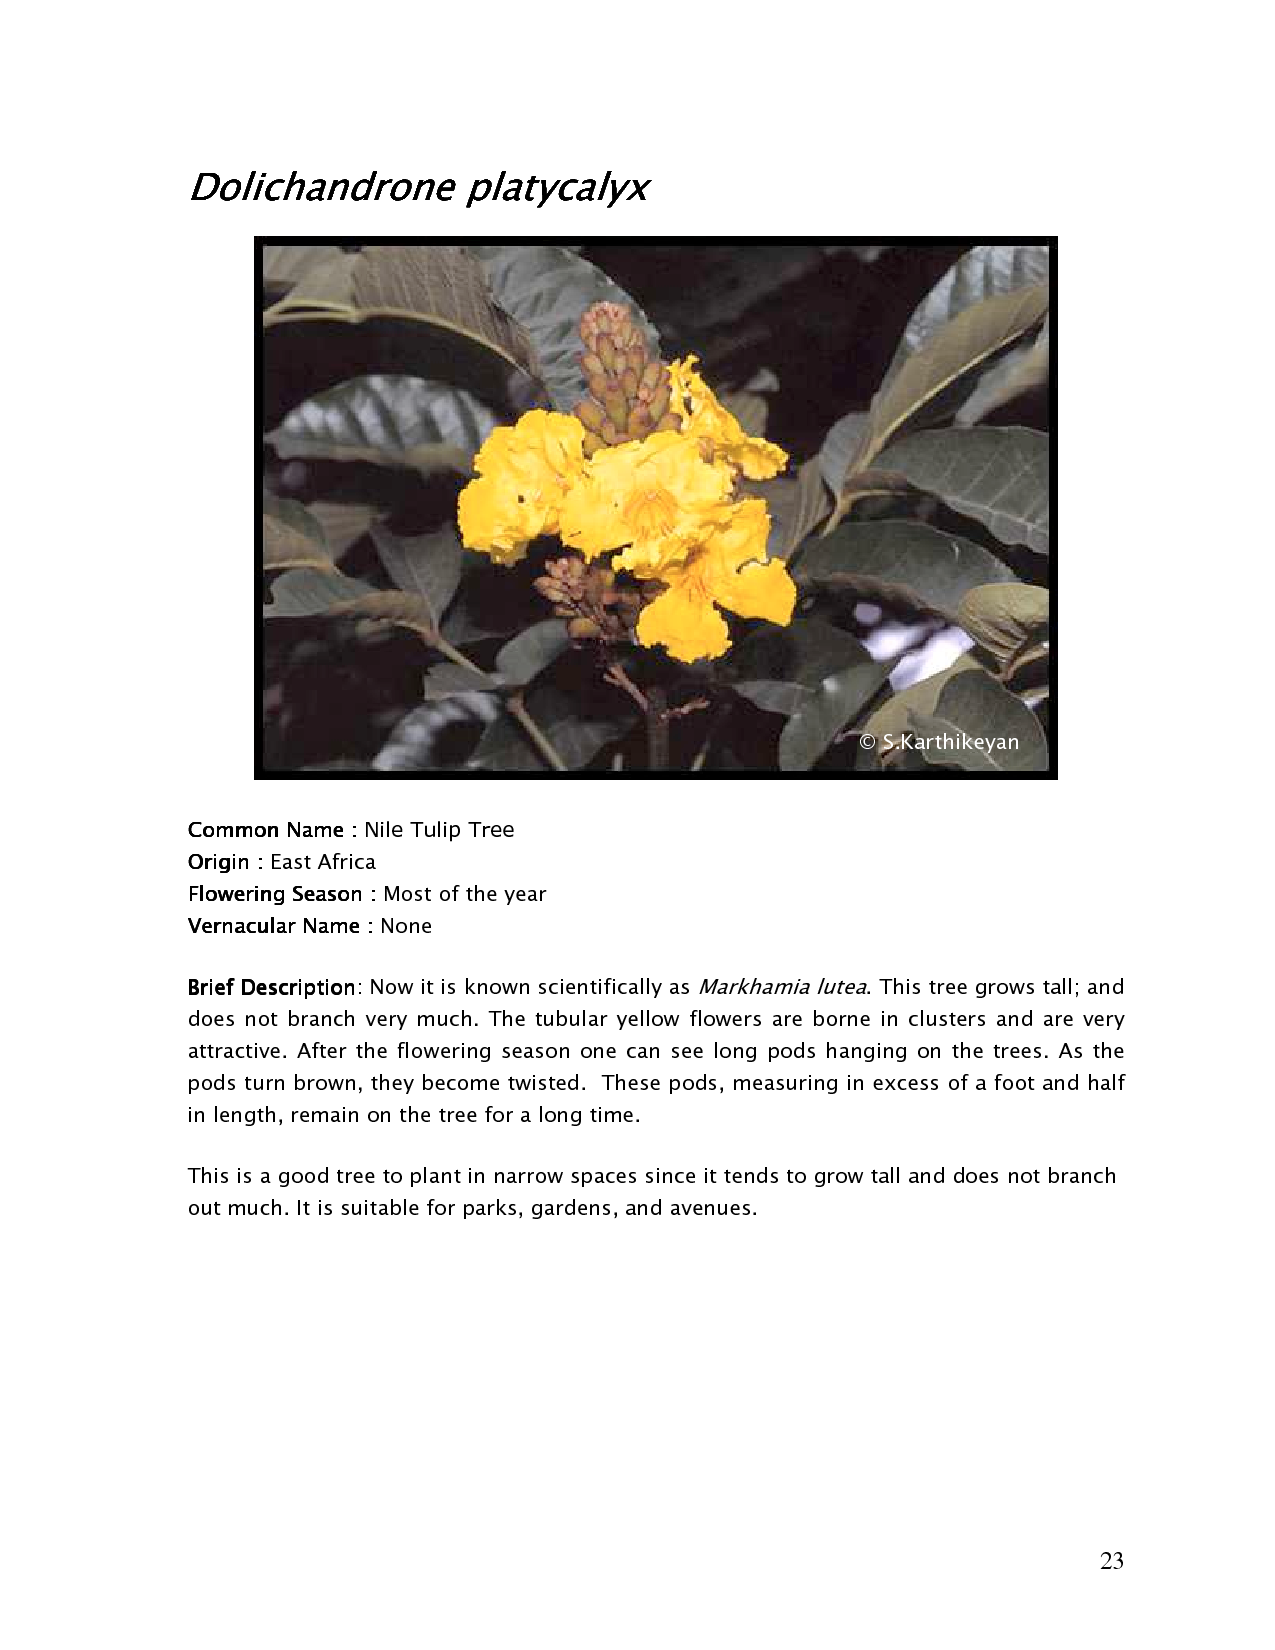 Dolichandrone platycalyx
© S.Karthikeyan
Common Name : Nile Tulip Tree
Origin : East Africa
Flowering Season : Most of the year
Vernacular Name : None
Brief Description: Now it is known scientifically as Markhamia lutea. This tree grows tall; and
does not branch very much. The tubular yellow flowers are borne in clusters and are very
attractive. After the flowering season one can see long pods hanging on the trees. As the
pods turn brown, they become twisted. These pods, measuring in excess of a foot and half
in length, remain on the tree for a long time.
This is a good tree to plant in narrow spaces since it tends to grow tall and does not branch
out much. It is suitable for parks, gardens, and avenues.
23